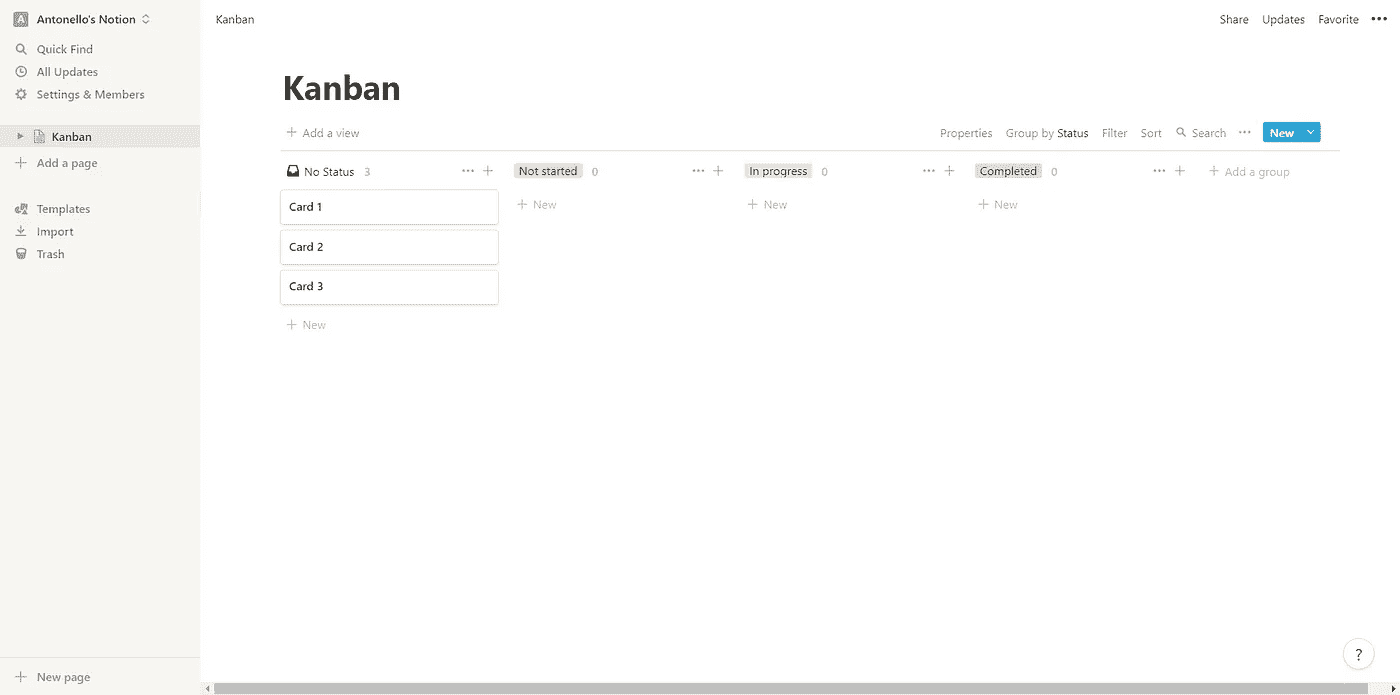 Antonello's Notion
Quick Find
All Updates
Settings & Members
Kanban
Add a page
Templates
Import
Trash
New page
Kanban
Share Updates Favorite
Kanban
Add a view
Properties Group by Status Filter Sort Search New
No Status 3
Card 1
Card 2
Card 3
New
Not started 0
New
In progress 0
New
Completed 0
New
Add a group
?